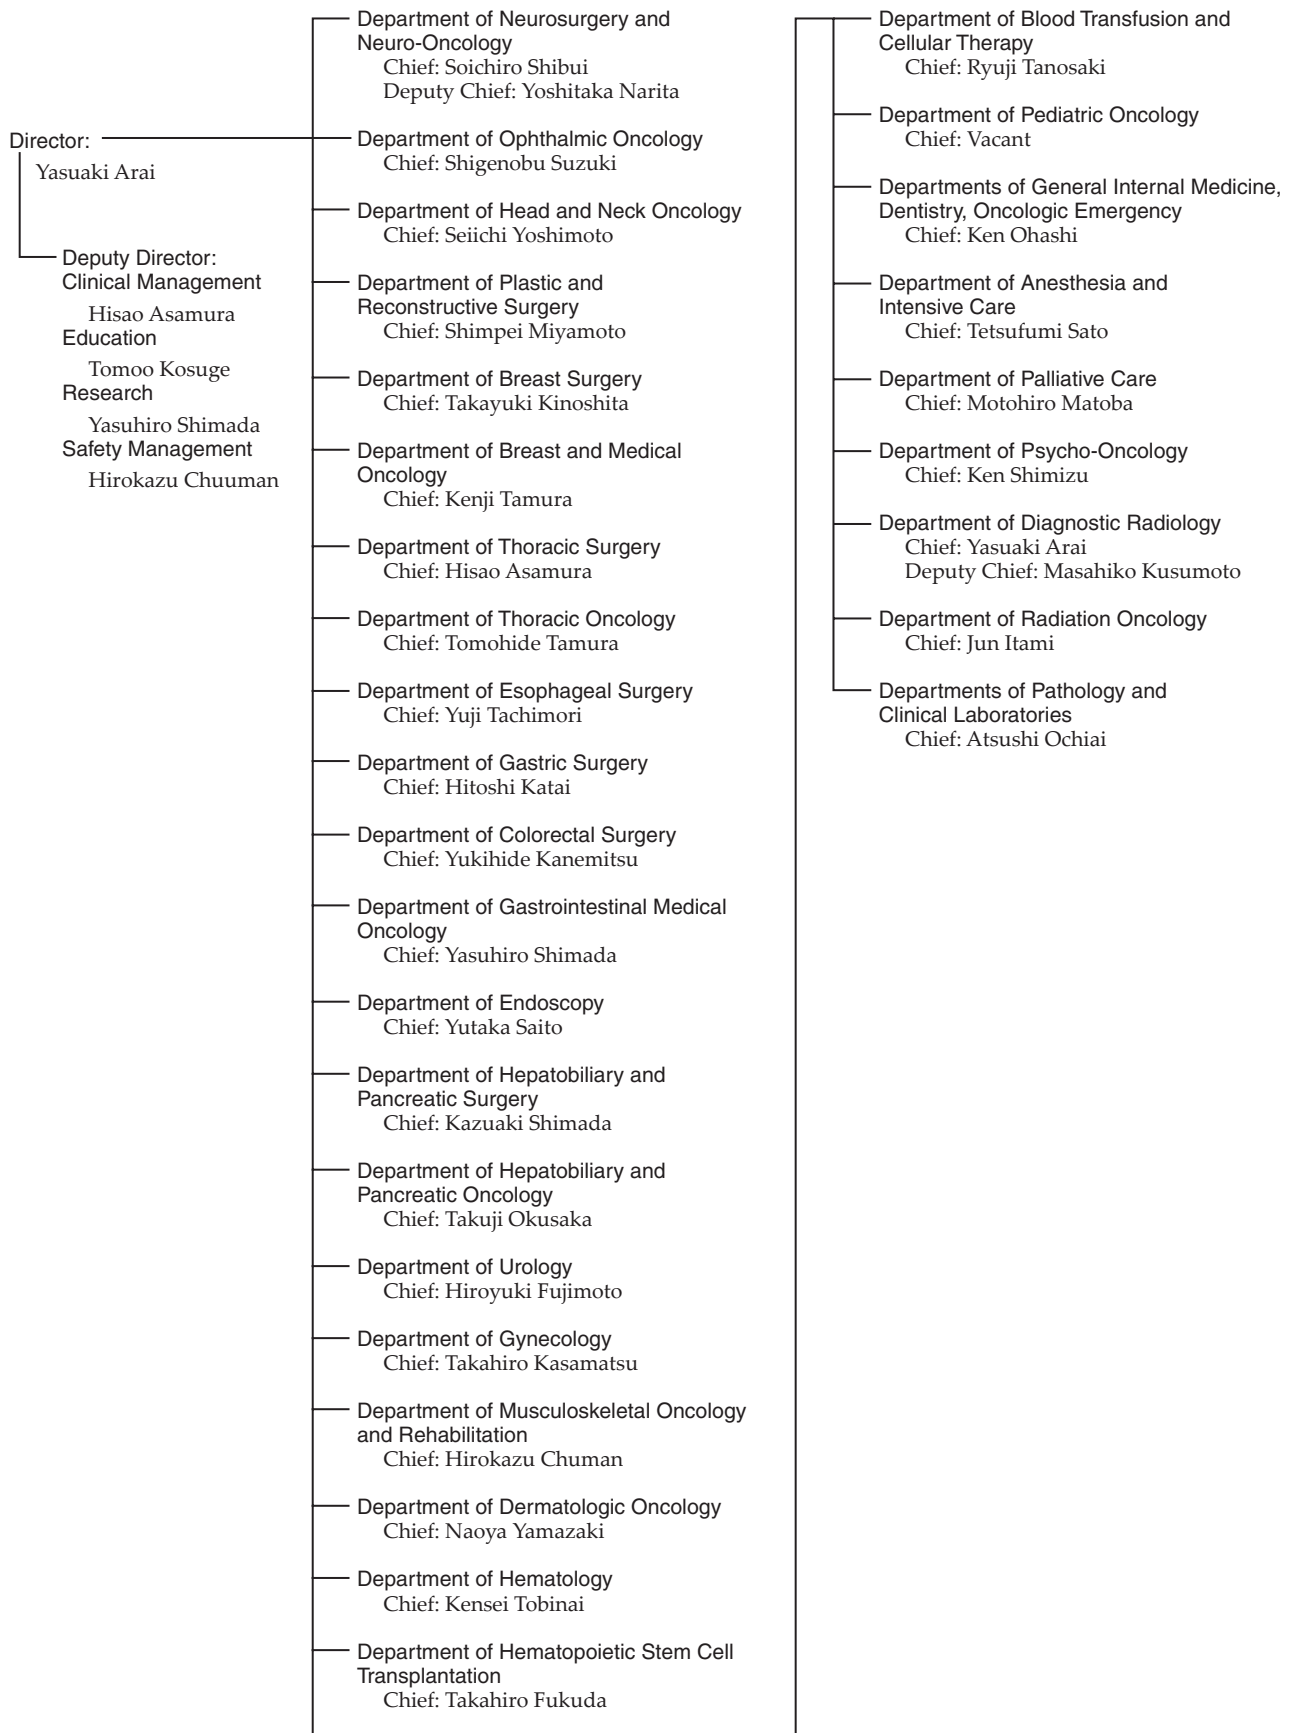 Director:
Yasuaki Arai
Deputy Director:
Clinical Management
Hisao Asamura
Education
Tomoo Kosuge
Research
Yasuhiro Shimada
Safety Management
Hirokazu Chuuman
Department of Neurosurgery and
Neuro-Oncology
Chief: Soichiro Shibui
Deputy Chief: Yoshitaka Narita
Department of Ophthalmic Oncology
Chief: Shigenobu Suzuki
Department of Head and Neck Oncology
Chief: Seiichi Yoshimoto
Department of Plastic and
Reconstructive Surgery
Chief: Shimpei Miyamoto
Department of Breast Surgery
Chief: Takayuki Kinoshita
Department of Breast and Medical
Oncology
Chief: Kenji Tamura
Department of Thoracic Surgery
Chief: Hisao Asamura
Department of Thoracic Oncology
Chief: Tomohide Tamura
Department of Esophageal Surgery
Chief: Yuji Tachimori
Department of Gastric Surgery
Chief: Hitoshi Katai
Department of Colorectal Surgery
Chief: Yukihide Kanemitsu
Department of Gastrointestinal Medical
Oncology
Chief: Yasuhiro Shimada
Department of Endoscopy
Chief: Yutaka Saito
Department of Hepatobiliary and
Pancreatic Surgery
Chief: Kazuaki Shimada
Department of Hepatobiliary and
Pancreatic Oncology
Chief: Takuji Okusaka
Department of Urology
Chief: Hiroyuki Fujimoto
Department of Gynecology
Chief: Takahiro Kasamatsu
Department of Musculoskeletal Oncology
and Rehabilitation
Chief: Hirokazu Chuman
Department of Dermatologic Oncology
Chief: Naoya Yamazaki
Department of Hematology
Chief: Kensei Tobinai
Department of Hematopoietic Stem Cell
Transplantation
Chief: Takahiro Fukuda
Department of Blood Transfusion and
Cellular Therapy
Chief: Ryuji Tanosaki
Department of Pediatric Oncology
Chief: Vacant
Departments of General Internal Medicine,
Dentistry, Oncologic Emergency
Chief: Ken Ohashi
Department of Anesthesia and
Intensive Care
Chief: Tetsufumi Sato
Department of Palliative Care
Chief: Motohiro Matoba
Department of Psycho-Oncology
Chief: Ken Shimizu
Department of Diagnostic Radiology
Chief: Yasuaki Arai
Deputy Chief: Masahiko Kusumoto
Department of Radiation Oncology
Chief: Jun Itami
Departments of Pathology and
Clinical Laboratories
Chief: Atsushi Ochiai